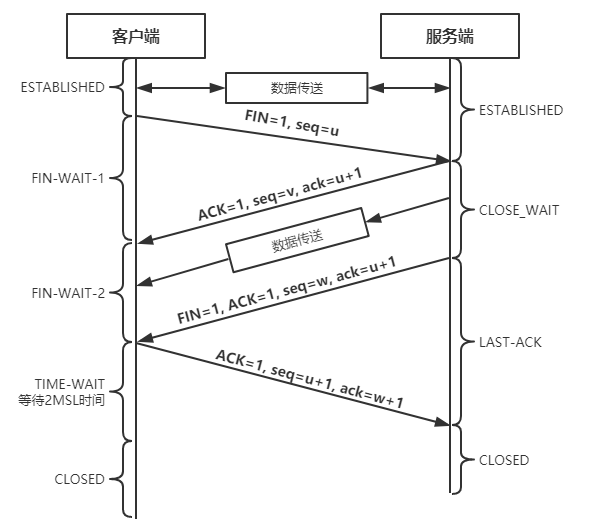 客户端
服务端
ESTABLISHED
数据传送
ESTABLISHED
FIN=1, seq=u
FIN-WAIT-1
ACK=1, seq=v, ack=u+1
CLOSE_WAIT
数据传送
FIN-WAIT-2
FIN=1, ACK=1, seq=w, ack=u+1
LAST-ACK
ACK=1, seq=u+1, ack=w+1
TIME-WAIT
等待2MSL时间
CLOSED
CLOSED